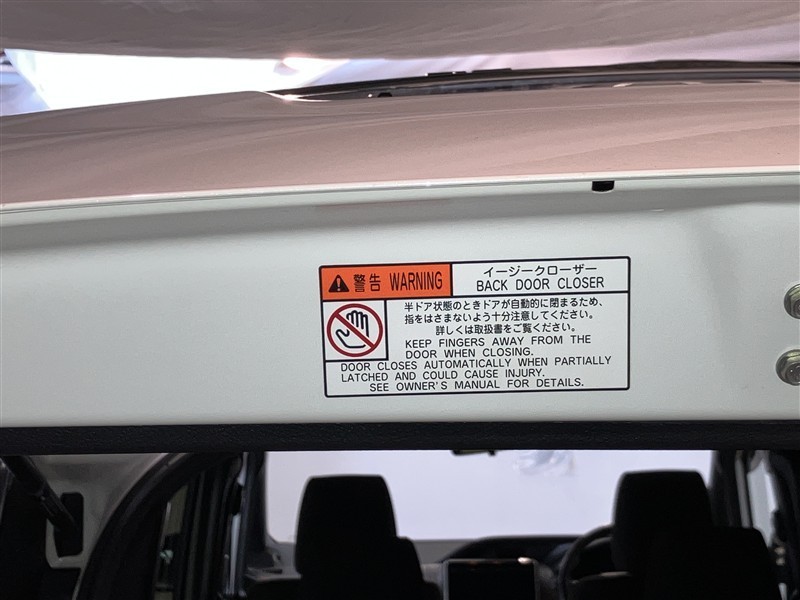 警告 WARNING
イージークローザー
BACK DOOR CLOSER
半ドア状態のときドアが自動的に閉まるため、
指をはさまないよう十分注意してください。
詳しくは取扱書をご覧ください。
KEEP FINGERS AWAY FROM THE
DOOR WHEN CLOSING.
DOOR CLOSES AUTOMATICALLY WHEN PARTIALLY
LATCHED AND COULD CAUSE INJURY.
SEE OWNER'S MANUAL FOR DETAILS.